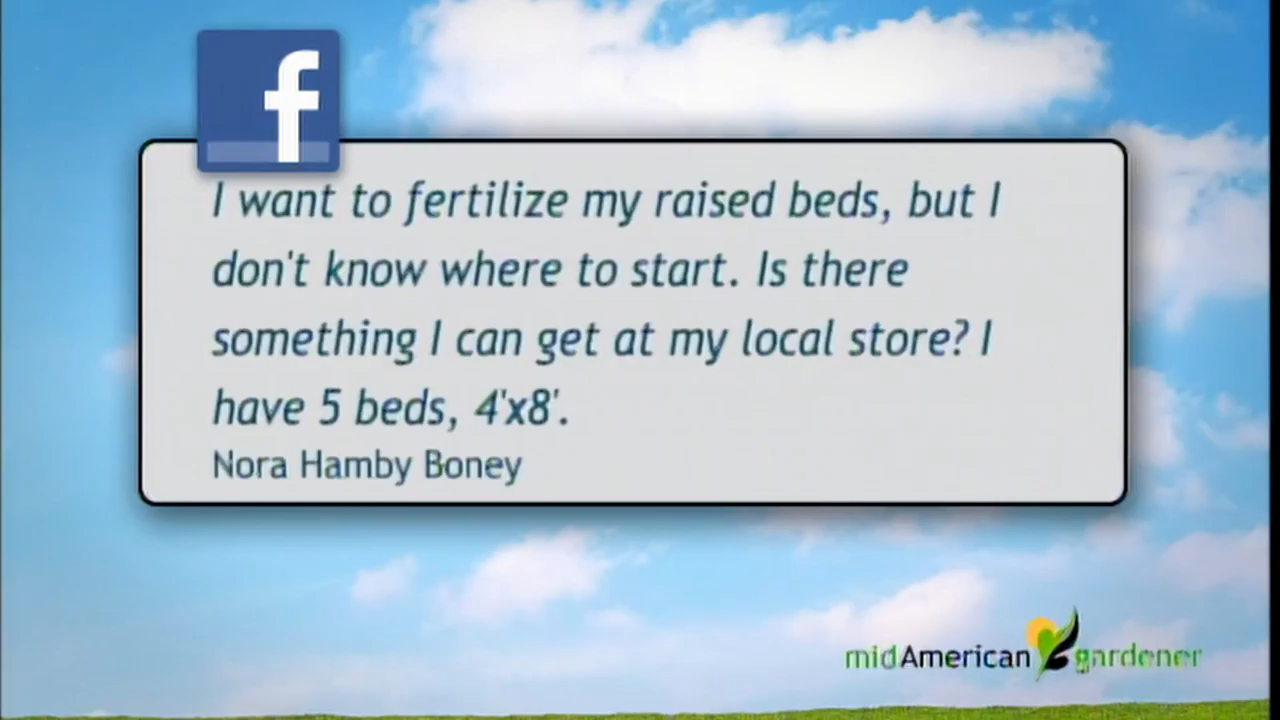 f
I want to fertilize my raised beds, but I
don't know where to start. Is there
something I can get at my local store? I
have 5 beds, 4'x8'.
Nora Hamby Boney
midAmerican gardener